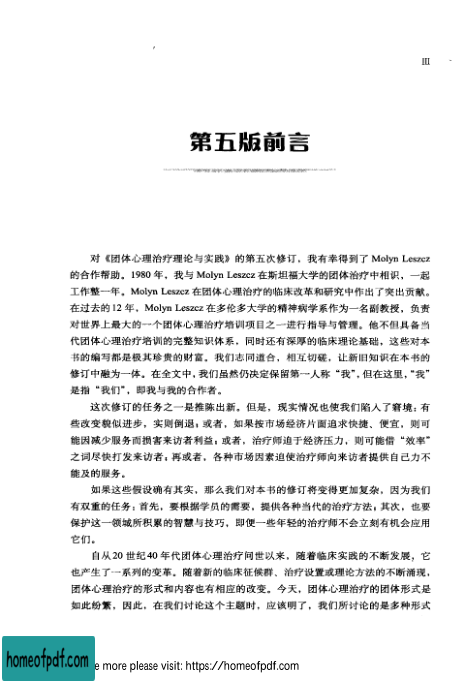 III
第五版前言
对《团体心理治疗理论与实践》的第五次修订，我有幸得到了 Molyn Leszcz
的合作帮助。1980 年，我与 Molyn Leszcz 在斯坦福大学的团体治疗中相识，一起
工作整一年。Molyn Leszcz 在团体心理治疗的临床改革和研究中作出了突出贡献。
在过去的 12 年，Molyn Leszcz 在多伦多大学的精神病学系作为一名副教授，负责
对世界上最大的一个团体心理治疗培训项目之一进行指导与管理。他不但具备当
代团体心理治疗培训的完整知识体系，同时还有深厚的临床理论基础，这些对本
书的编写都是极其珍贵的财富。我们志同道合，相互切磋，让新旧知识在本书的
修订中融为一体。在全文中，我们虽然仍决定保留第一人称“我”，但在这里，“我”
是指“我们”，即我与我的合作者。
这次修订的任务之一是推陈出新。但是，现实情况也使我们陷入了窘境：有
些改变貌似进步，实则倒退；或者，如果按市场经济片面追求快捷、便宜，则可
能因减少服务而损害来访者利益；或者，治疗师迫于经济压力，则可能借“效率”
之词尽快打发来访者；再或者，各种市场因素迫使治疗师向来访者提供自己力不
能及的服务。
如果这些假设确有其实，那么我们对本书的修订将变得更加复杂，因为我们
有双重的任务：首先，要根据学员的需要，提供各种当代的治疗方法；其次，也要
保护这一领域所积累的智慧与技巧，即便一些年轻的治疗师不会立刻有机会应用
它们。
自从20 世纪40 年代团体心理治疗问世以来，随着临床实践的不断发展，它
也产生了一系列的变革。随着新的临床征候群、治疗设置或理论方法的不断涌现，
团体心理治疗的形式和内容也有相应的改变。今天，团体心理治疗的团体形式是
如此纷繁，因此，在我们讨论这个主题时，应该明了，我们所讨论的是多种形式
homeofpdf.com
e more please visit: https://homeofpdf.com